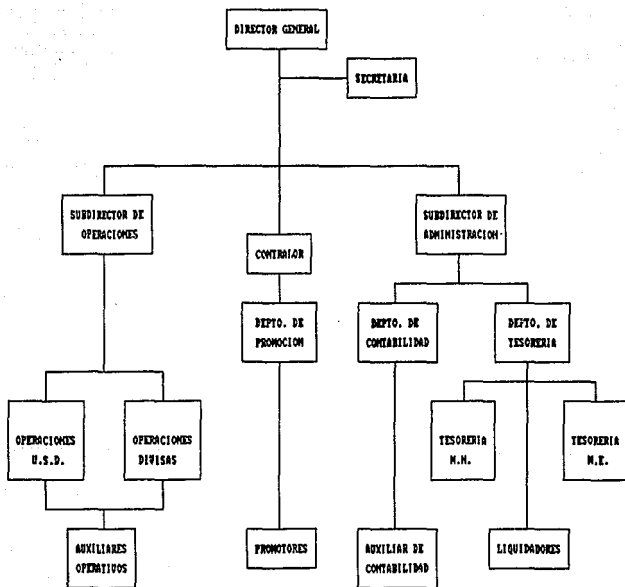 DIRECTOR GENERAL
SECRETARIA
SUBDIRECTOR DE
OPERACIONES
CONTRALOR
SUBDIRECTOR DE
ADMINISTRACION
DEPTO. DE
PROMOCION
DEPTO. DE
CONTABILIDAD
DEPTO. DE
TESORERIA
OPERACIONES
U.S.D.
OPERACIONES
DIVISAS
TESORERIA
M.N.
TESORERIA
M.E.
AUXILIARES
OPERATIVOS
PROMOTORES
AUXILIAR DE
CONTABILIDAD
LIQUIDADORES